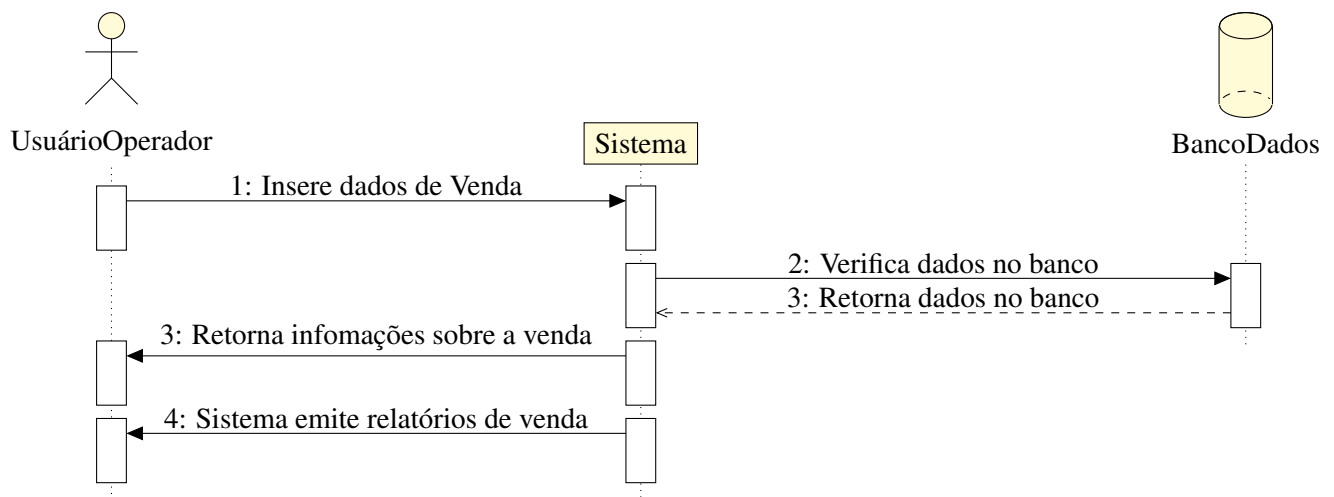 UsuárioOperador
Sistema
BancoDados
1: Insere dados de Venda
2: Verifica dados no banco
3: Retorna dados no banco
3: Retorna infomações sobre a venda
4: Sistema emite relatórios de venda